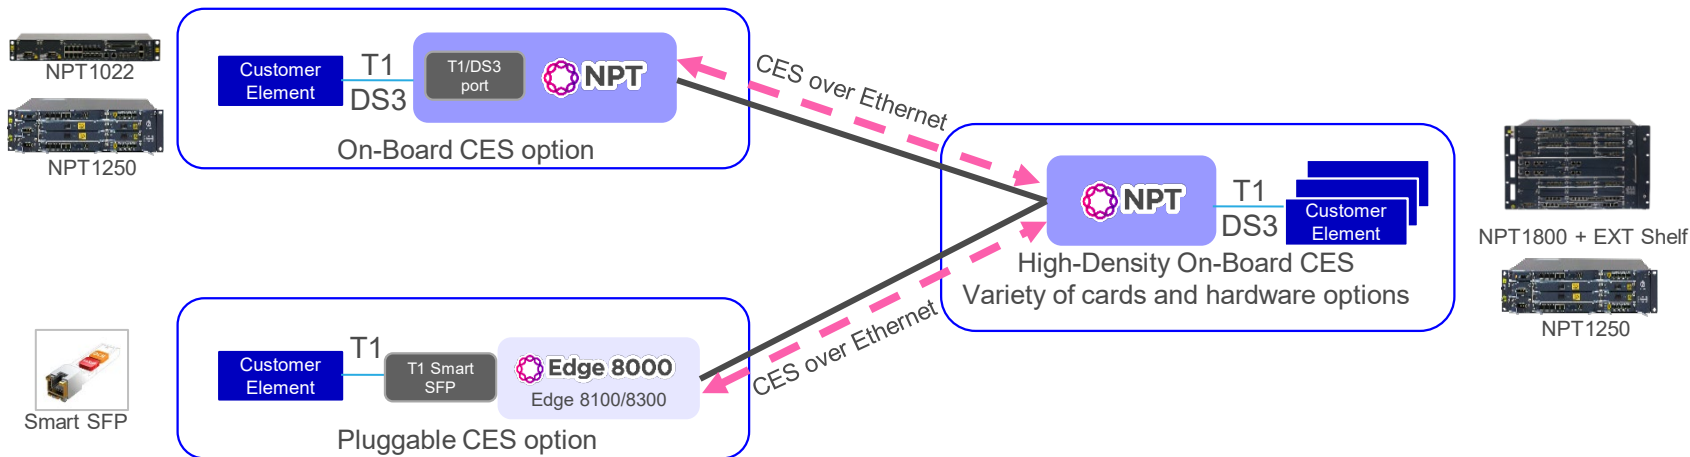 NPT1022
NPT1250
Customer
Element
T1
DS3
T1/DS3
port
NPT
On-Board CES option
CES over Ethernet
NPT
T1
DS3
Customer
Element
High-Density On-Board CES
Variety of cards and hardware options
NPT1800 + EXT Shelf
NPT1250
Smart SFP
Customer
Element
T1
T1 Smart
SFP
Edge 8000
Edge 8100/8300
Pluggable CES option
CES over Ethernet